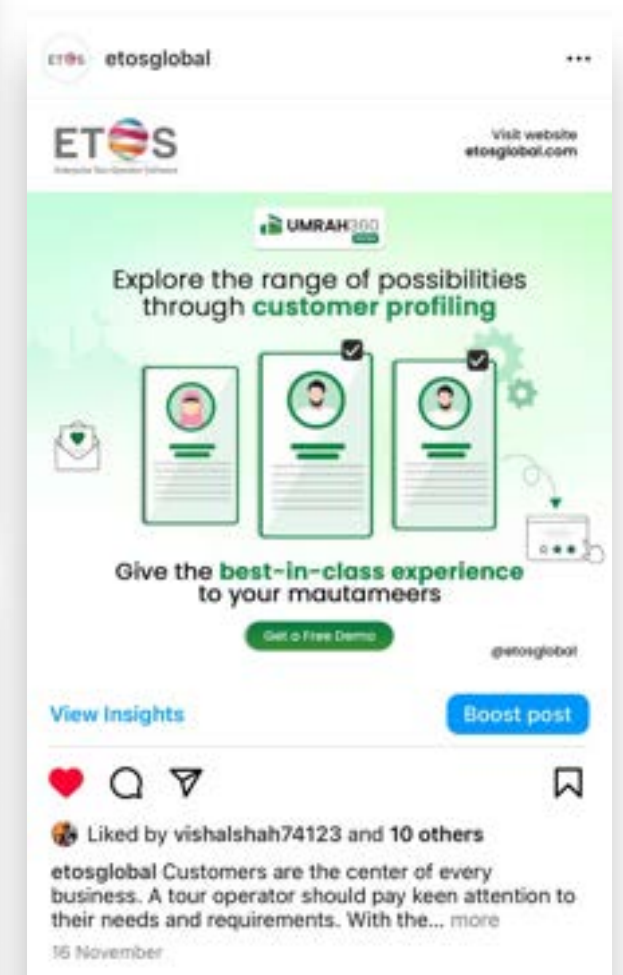 ETOS etosglobal
ETOS
Visit website
etosglobal.com
UMRAH360
Explore the range of possibilities
through customer profiling
Give the best-in-class experience
to your mautameers
Get a Free Demo
@etosglobal
View Insights
Boost post
Liked by vishalshah74123 and 10 others
etosglobal Customers are the center of every
business. A tour operator should pay keen attention to
their needs and requirements. With the... more
16 November